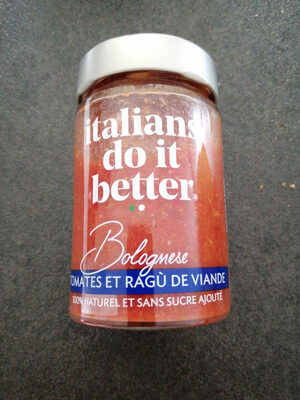 italians
do it
better.
Bolognese
TOMATES ET RAGÙ DE VIANDE
100% NATUREL ET SANS SUCRE AJOUTÉ